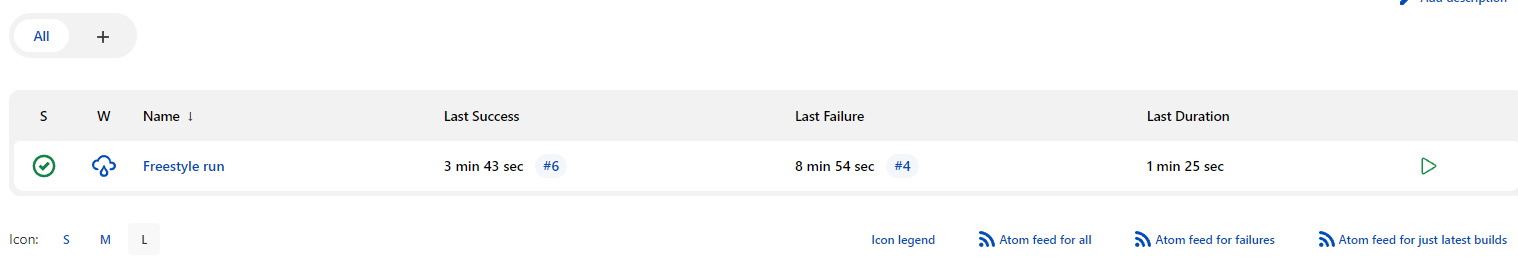 Add description
All +
S W Name ↓ Last Success Last Failure Last Duration
Freestyle run 3 min 43 sec #6 8 min 54 sec #4 1 min 25 sec
Icon: S M L Icon legend Atom feed for all Atom feed for failures Atom feed for just latest builds